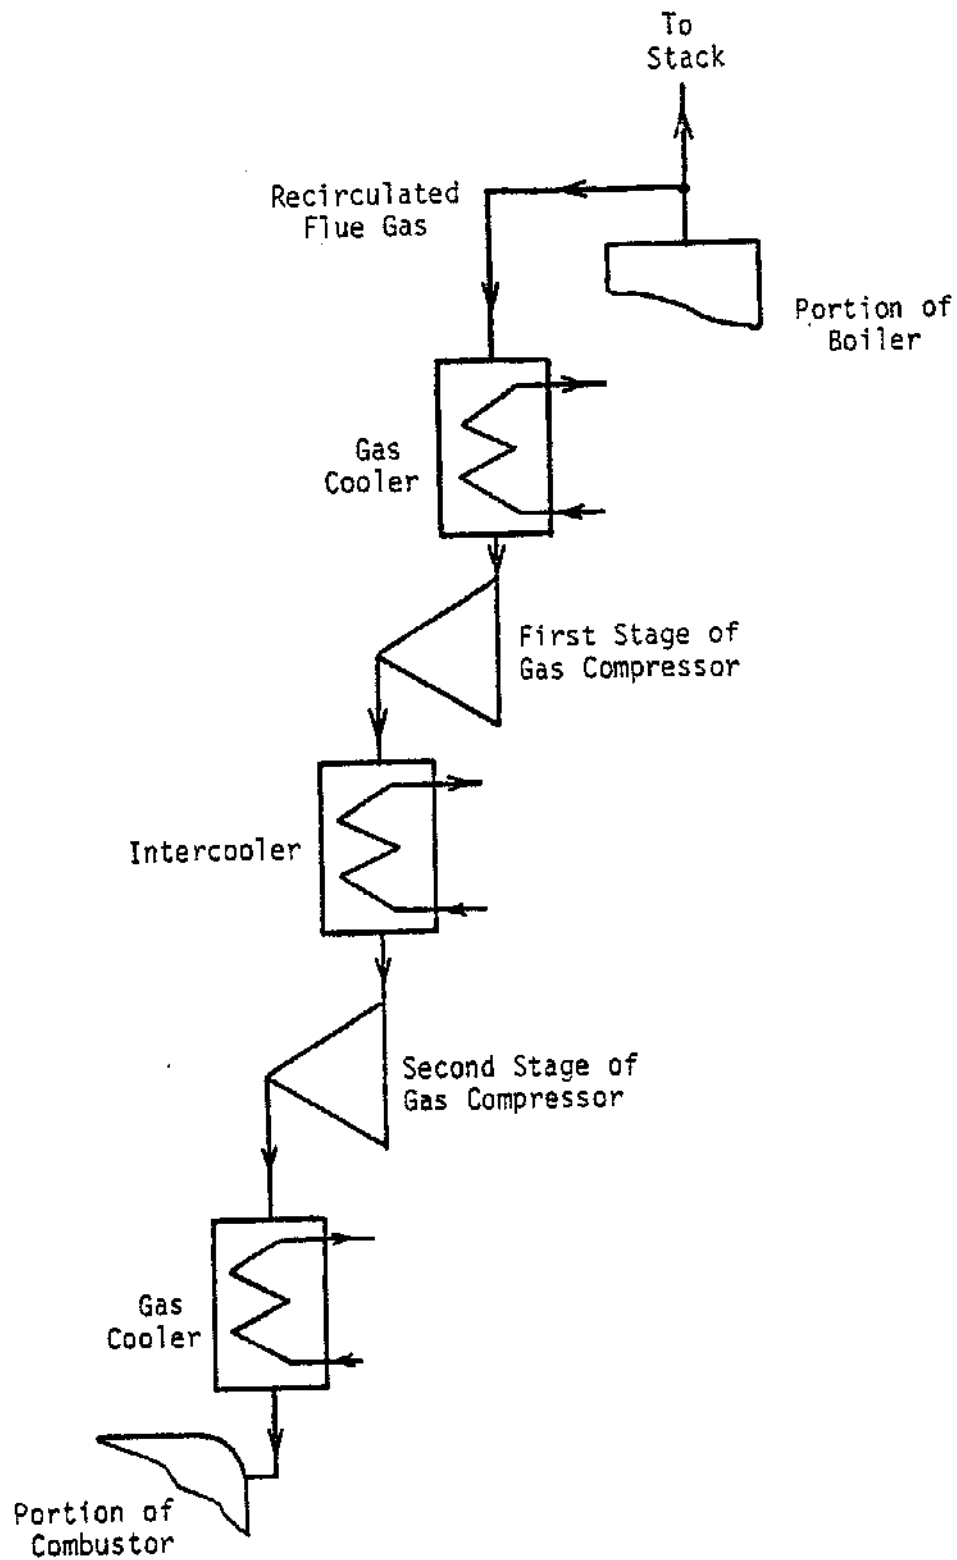 To
Stack
Recirculated
Flue Gas
Portion of
Boiler
Gas
Cooler
First Stage of
Gas Compressor
Intercooler
Second Stage of
Gas Compressor
Gas
Cooler
Portion of
Combustor